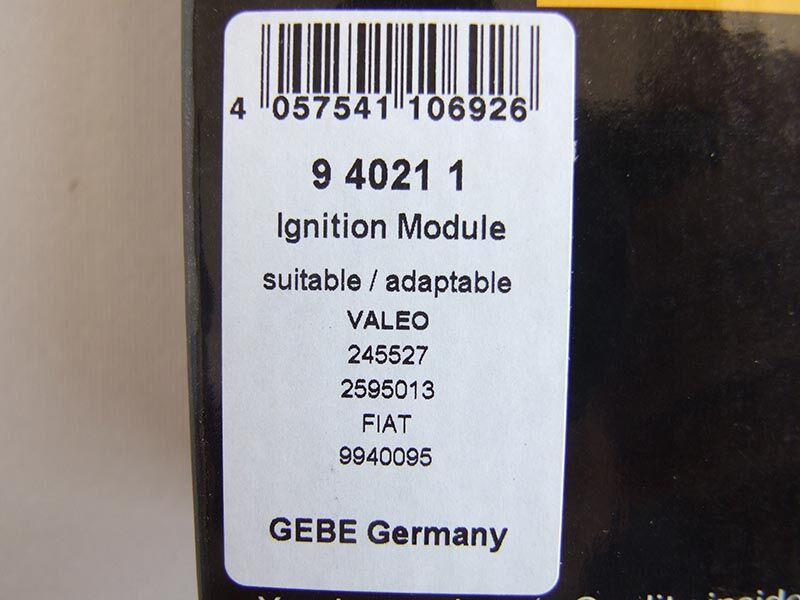 4 057541 106926
9 4021 1
Ignition Module
suitable / adaptable
VALEO
245527
2595013
FIAT
9940095
GEBE Germany